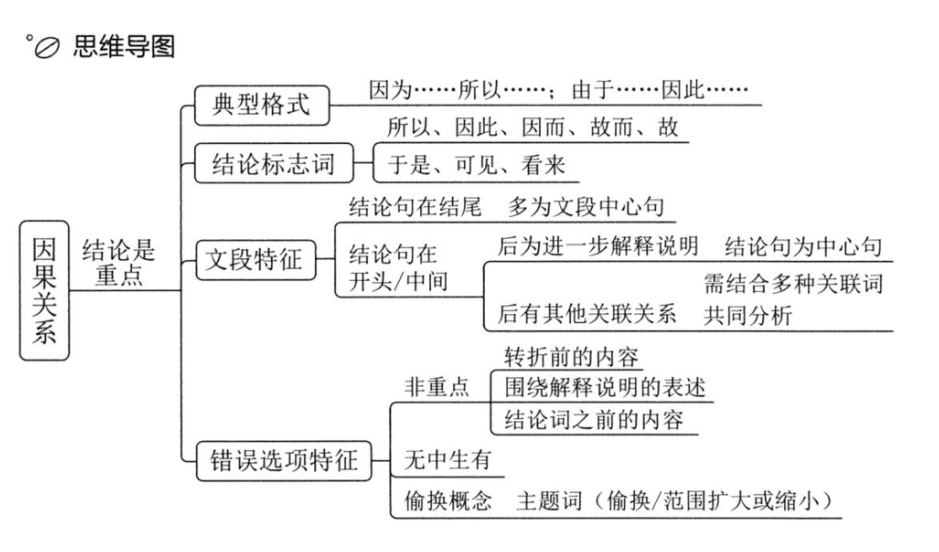 思维导图
因果关系
结论是
重点
典型格式
因为……所以……；由于……因此……
结论标志词
所以、因此、因而、故而、故
于是、可见、看来
文段特征
结论句在结尾 多为文段中心句
结论句在
开头/中间
后为进一步解释说明 结论句为中心句
后有其他关联关系 需结合多种关联词
共同分析
错误选项特征
非重点
转折前的内容
围绕解释说明的表述
结论词之前的内容
无中生有
偷换概念 主题词（偷换/范围扩大或缩小）